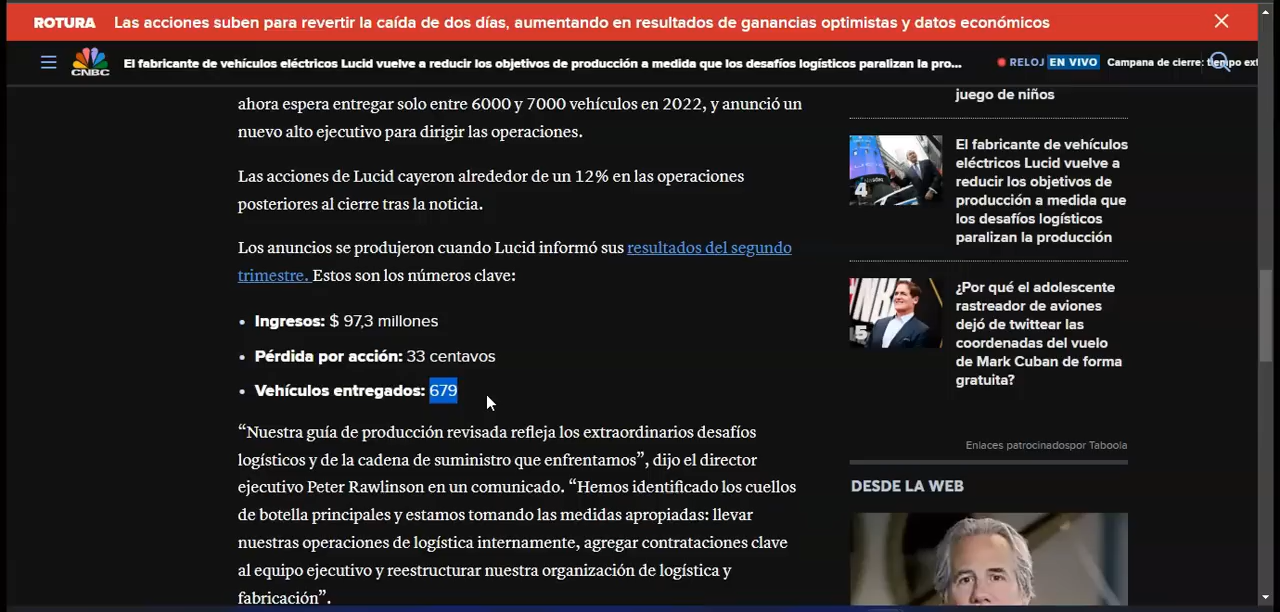 ROTURA Las acciones suben para revertir la caída de dos días, aumentando en resultados de ganancias optimistas y datos económicos
CNBC
El fabricante de vehículos eléctricos Lucid vuelve a reducir los objetivos de producción a medida que los desafíos logísticos paralizan la pro...
RELOJ EN VIVO Campana de cierre: tiempo ext
ahora espera entregar solo entre 6000 y 7000 vehículos en 2022, y anunció un
nuevo alto ejecutivo para dirigir las operaciones.
Las acciones de Lucid cayeron alrededor de un 12% en las operaciones
posteriores al cierre tras la noticia.
Los anuncios se produjeron cuando Lucid informó sus resultados del segundo
trimestre. Estos son los números clave:
• Ingresos: $ 97,3 millones
• Pérdida por acción: 33 centavos
• Vehículos entregados: 679
“Nuestra guía de producción revisada refleja los extraordinarios desafíos
logísticos y de la cadena de suministro que enfrentamos”, dijo el director
ejecutivo Peter Rawlinson en un comunicado. “Hemos identificado los cuellos
de botella principales y estamos tomando las medidas apropiadas: llevar
nuestras operaciones de logística internamente, agregar contrataciones clave
al equipo ejecutivo y reestructurar nuestra organización de logística y
fabricación”.
juego de niños
4
El fabricante de vehículos
eléctricos Lucid vuelve a
reducir los objetivos de
producción a medida que
los desafíos logísticos
paralizan la producción
5
¿Por qué el adolescente
rastreador de aviones
dejó de twittear las
coordenadas del vuelo
de Mark Cuban de forma
gratuita?
Enlaces patrocinadospor Taboola
DESDE LA WEB